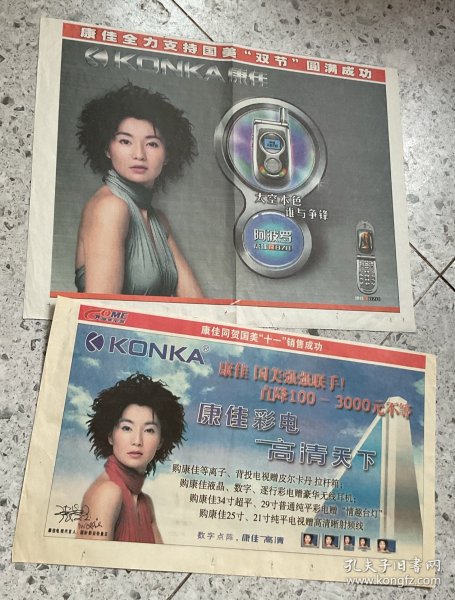 康佳全力支持国美“双节”圆满成功
KONKA 康佳
太空本色
谁与争锋
阿波罗
GOME
康佳同贺国美“十一”销售成功
KONKA
康佳 国美强强联手!
直降100-3000元不等
康佳彩电
高清天下
购康佳等离子、背投电视赠皮尔卡丹拉杆箱;
购康佳液晶、数字、逐行彩电赠豪华无线耳机;
购康佳34寸超平、29寸普通纯平彩电赠“情趣台灯”
购康佳25寸、21寸纯平电视赠高清晰射频线
数字点阵,康佳高清
孔夫子旧书网
www.kongfz.com